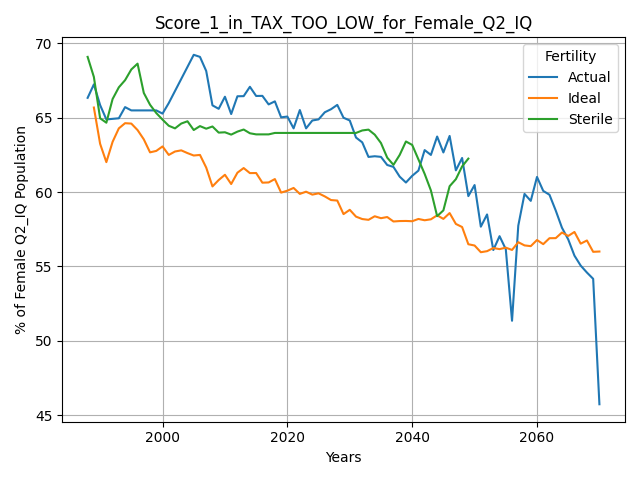 Score_1_in_TAX_TOO_LOW_for_Female_Q2_IQ
% of Female Q2_IQ Population
70
65
60
55
50
45
Fertility
Actual
Ideal
Sterile
2000
2020
2040
2060
Years